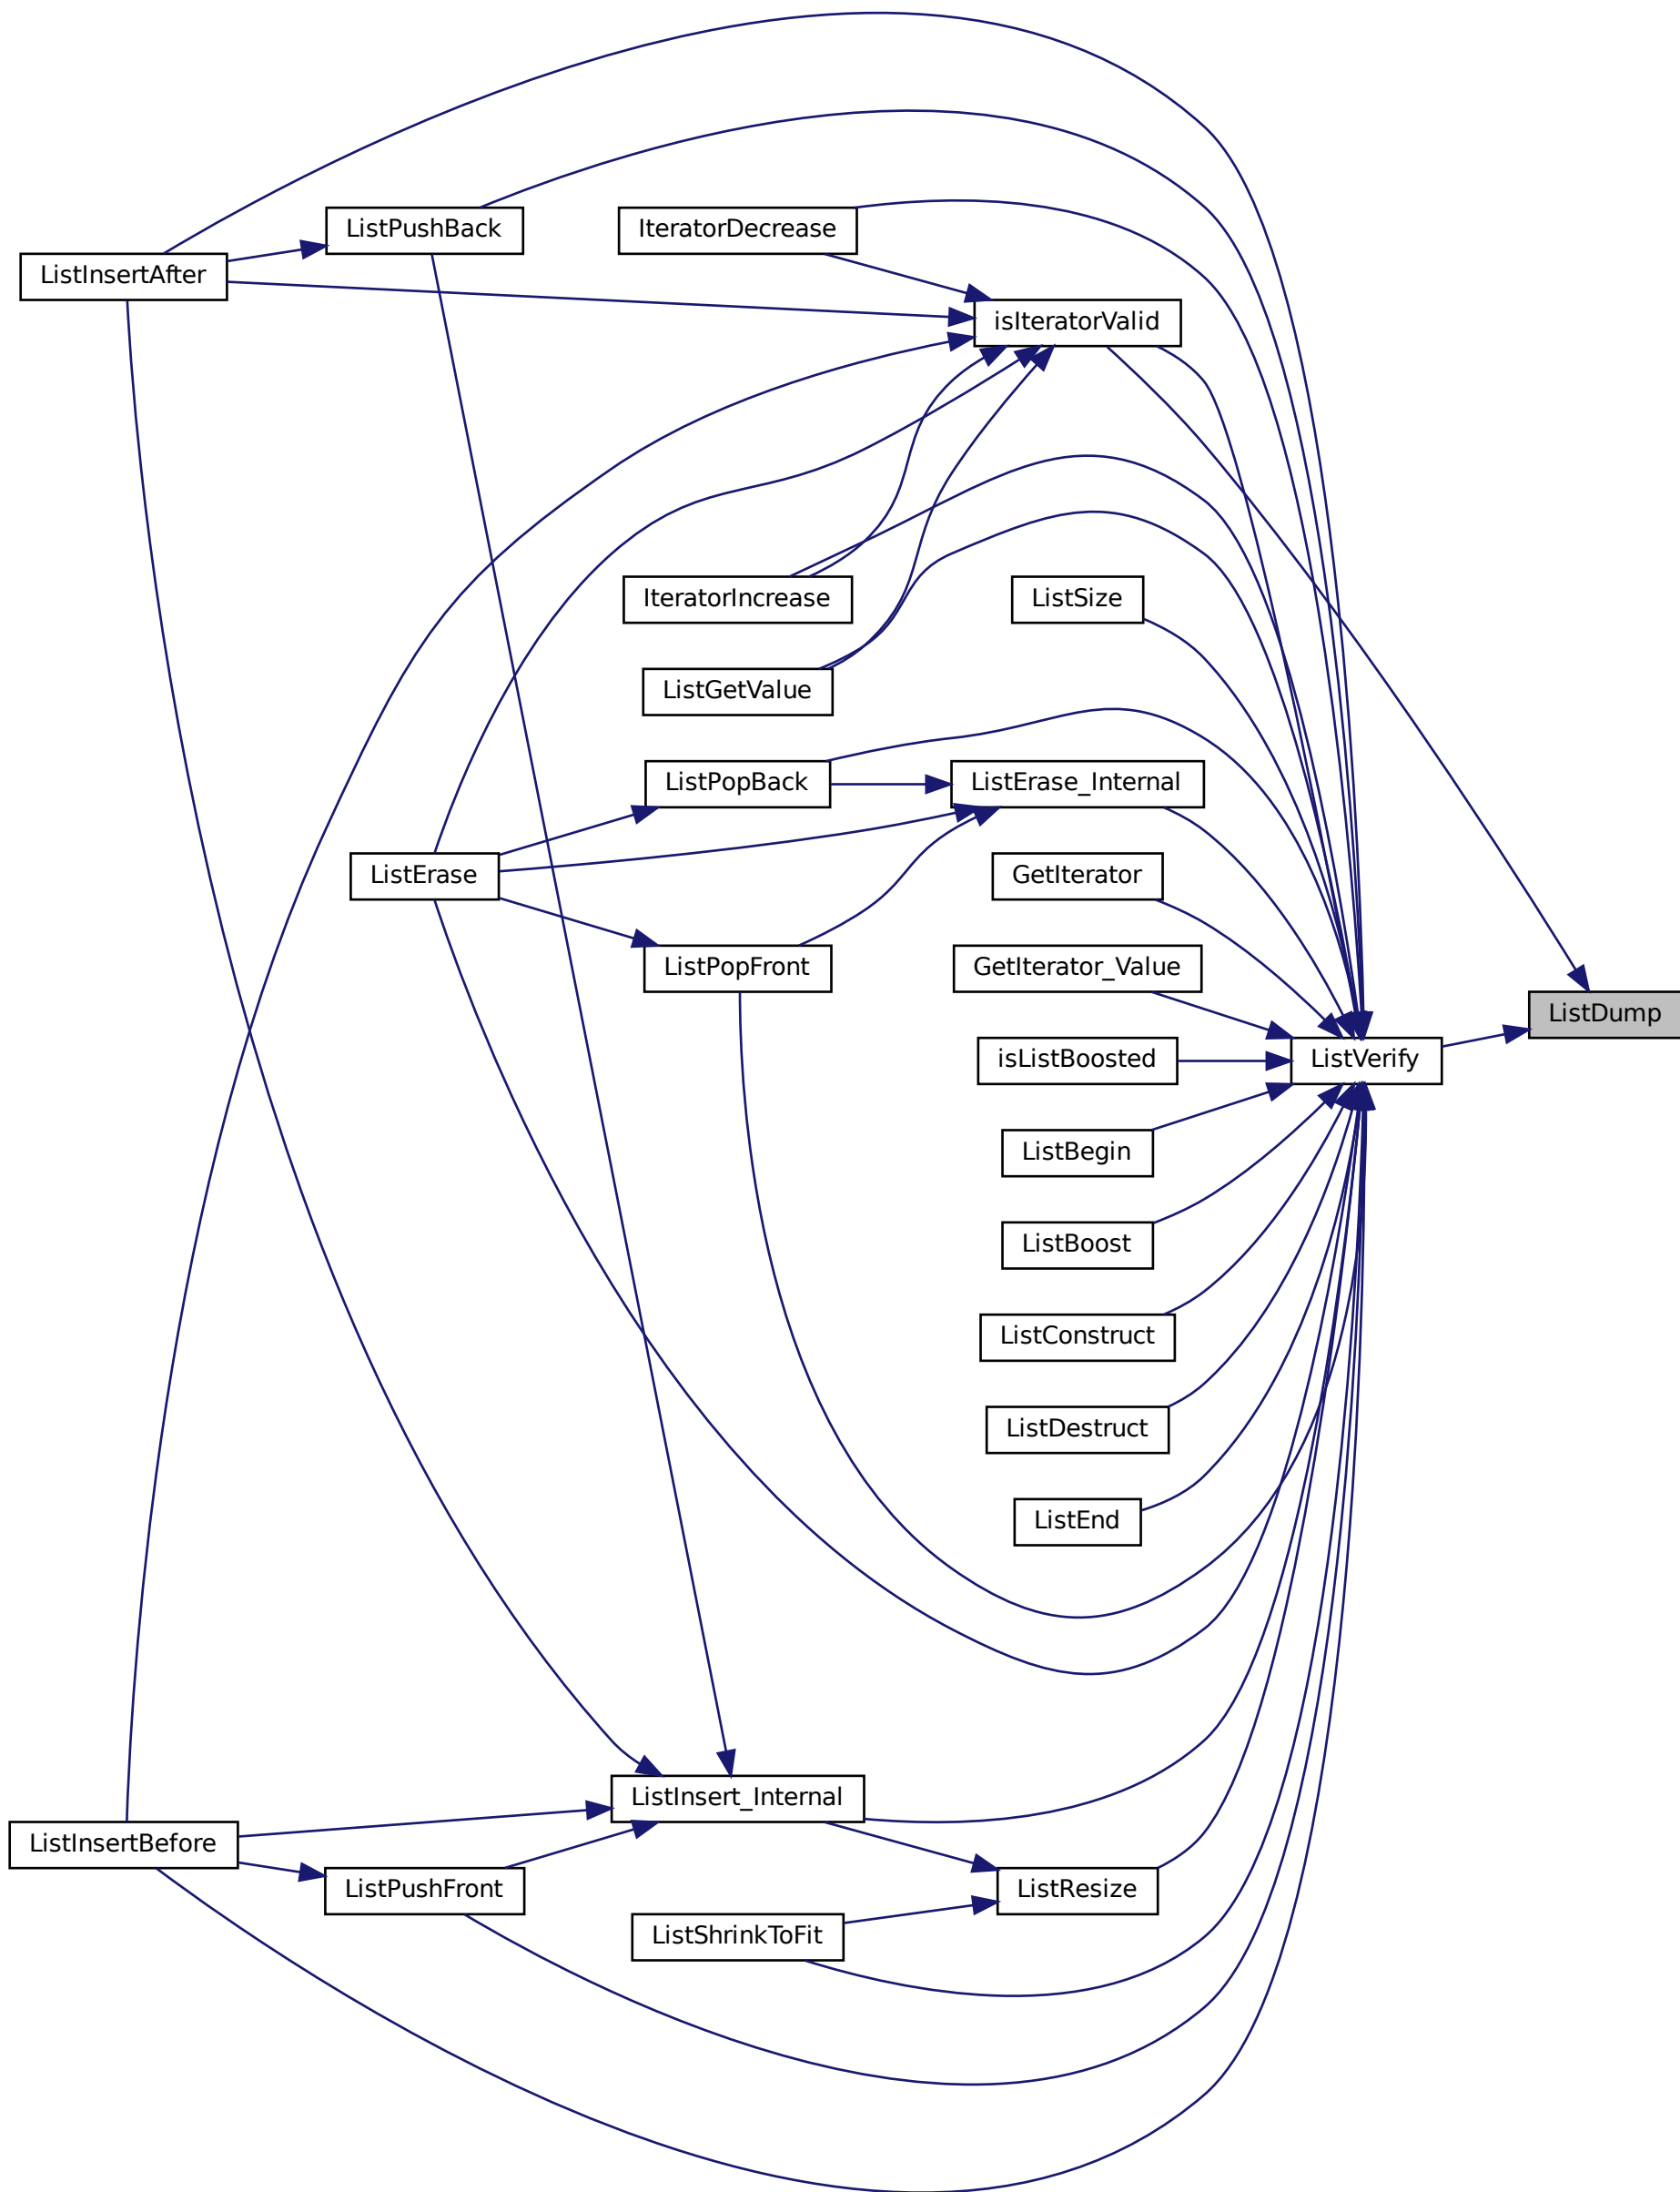 ListPushBack
IteratorDecrease
ListInsertAfter
isIteratorValid
IteratorIncrease
ListSize
ListGetValue
ListPopBack
ListErase_Internal
ListErase
GetIterator
ListPopFront
GetIterator_Value
ListDump
isListBoosted
ListVerify
ListBegin
ListBoost
ListConstruct
ListDestruct
ListEnd
ListInsert_Internal
ListInsertBefore
ListPushFront
ListResize
ListShrinkToFit